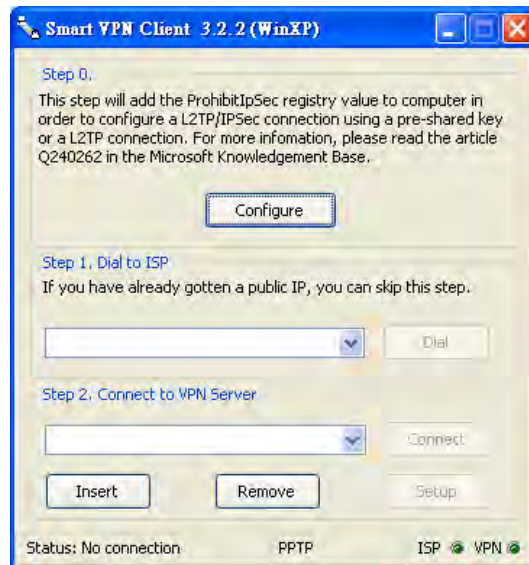 Smart VPN Client 3.2.2 (WinXP)
Step 0.
This step will add the ProhibitIpSec registry value to computer in
order to configure a L2TP/IPSec connection using a pre-shared key
or a L2TP connection. For more infomation, please read the article
Q240262 in the Microsoft Knowledgement Base.
Configure
Step 1. Dial to ISP
If you have already gotten a public IP, you can skip this step.
Dial
Step 2. Connect to VPN Server
Connect
Insert Remove Setup
Status: No connection PPTP ISP VPN